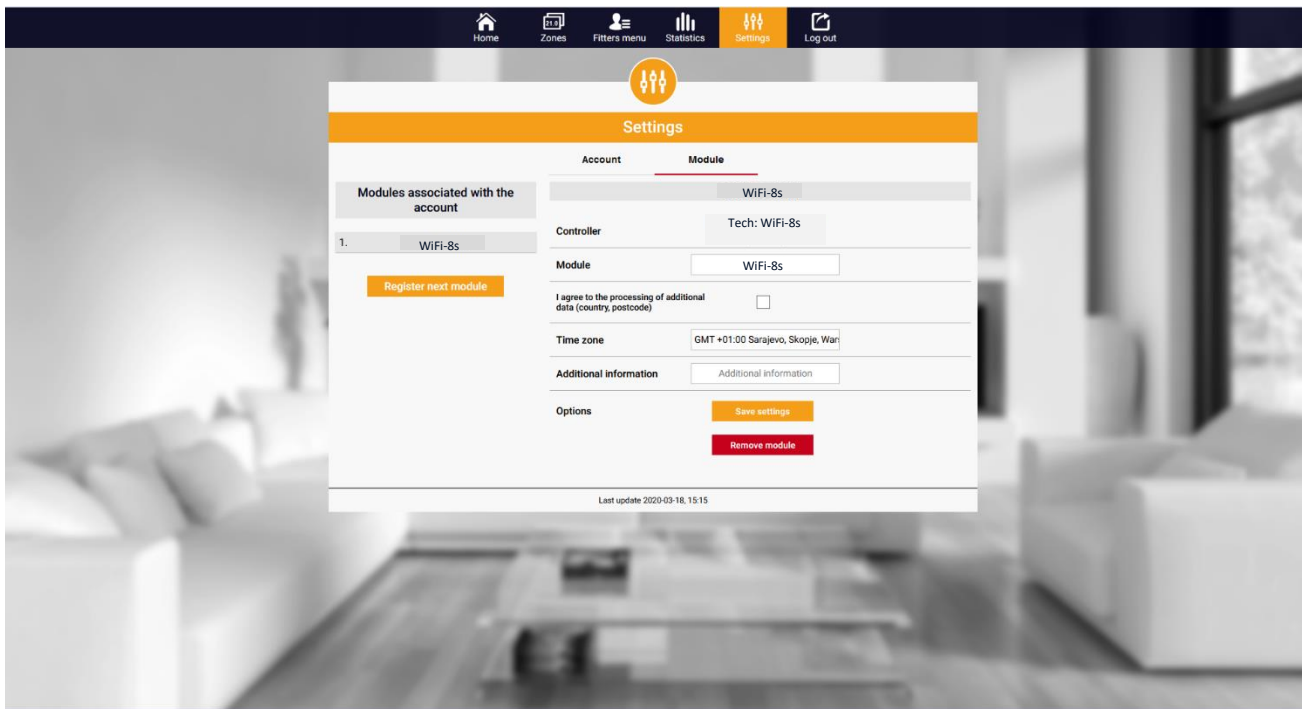 21.0
Home Zones Fitters menu Statistics Settings Log out
Settings
Account Module
Modules associated with the
account
1. WiFi-8s
Register next module
WiFi-8s
Controller Tech: WiFi-8s
Module WiFi-8s
I agree to the processing of additional
data (country, postcode)
Time zone GMT +01:00 Sarajevo, Skopje, War
Additional information Additional information
Options Save settings
Remove module
Last update 2020-03-18, 15:15